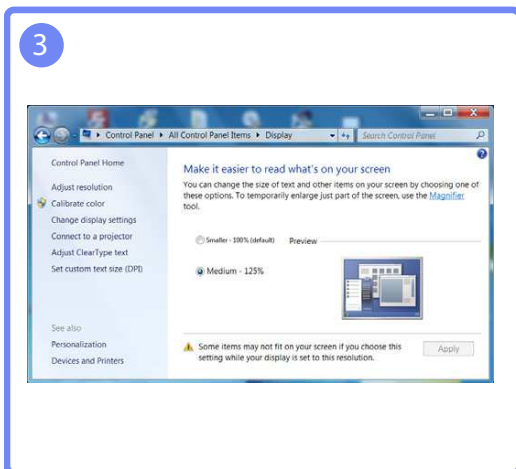 3
Control Panel ▸ All Control Panel Items ▸ Display
Search Control Panel
Control Panel Home
Adjust resolution
Calibrate color
Change display settings
Connect to a projector
Adjust ClearType text
Set custom text size (DPI)
See also
Personalization
Devices and Printers
Make it easier to read what's on your screen
You can change the size of text and other items on your screen by choosing one of
these options. To temporarily enlarge just part of the screen, use the Magnifier
tool.
Smaller - 100% (default)
Preview
Medium - 125%
Some items may not fit on your screen if you choose this
setting while your display is set to this resolution.
Apply